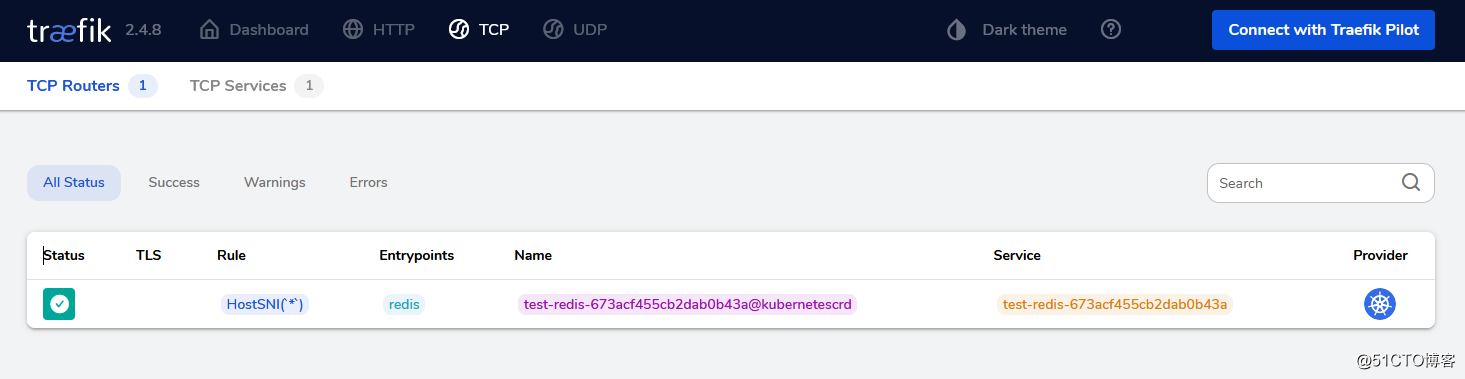 træfik 2.4.8 Dashboard HTTP TCP UDP Dark theme Connect with Traefik Pilot
TCP Routers 1 TCP Services 1
All Status Success Warnings Errors Search
Status TLS Rule Entrypoints Name Service Provider
HostSNI(`*`) redis test-redis-673acf455cb2dab0b43a@kubernetescrd test-redis-673acf455cb2dab0b43a
@51CTO博客